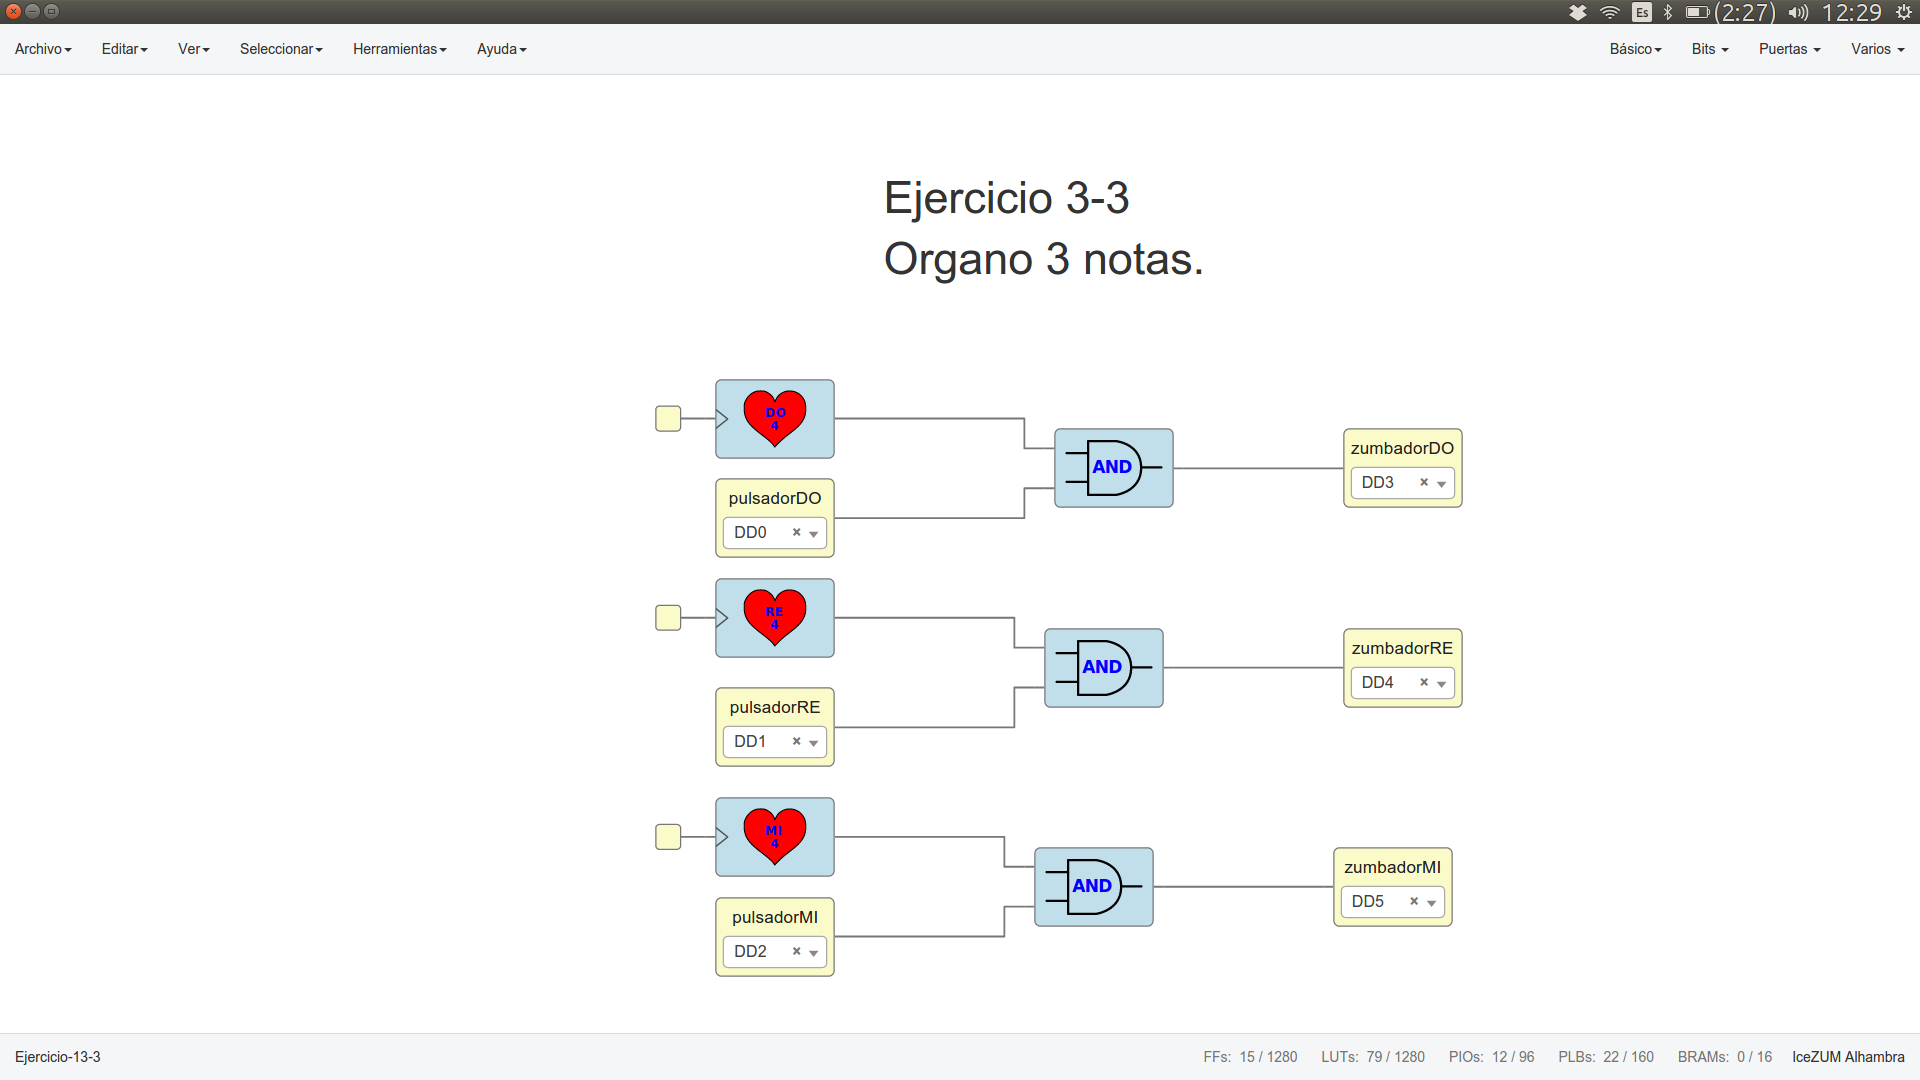 Es (2:27) 12:29
Archivo Editar Ver Seleccionar Herramientas Ayuda Básico Bits Puertas Varios
Ejercicio 3-3
Organo 3 notas.
DO
4
AND
zumbadorDO
DD3
pulsadorDO
DD0
RE
4
AND
zumbadorRE
DD4
pulsadorRE
DD1
MI
4
AND
zumbadorMI
DD5
pulsadorMI
DD2
Ejercicio-13-3 FFs: 15 / 1280 LUTs: 79 / 1280 PIOs: 12 / 96 PLBs: 22 / 160 BRAMs: 0 / 16 IceZUM Alhambra